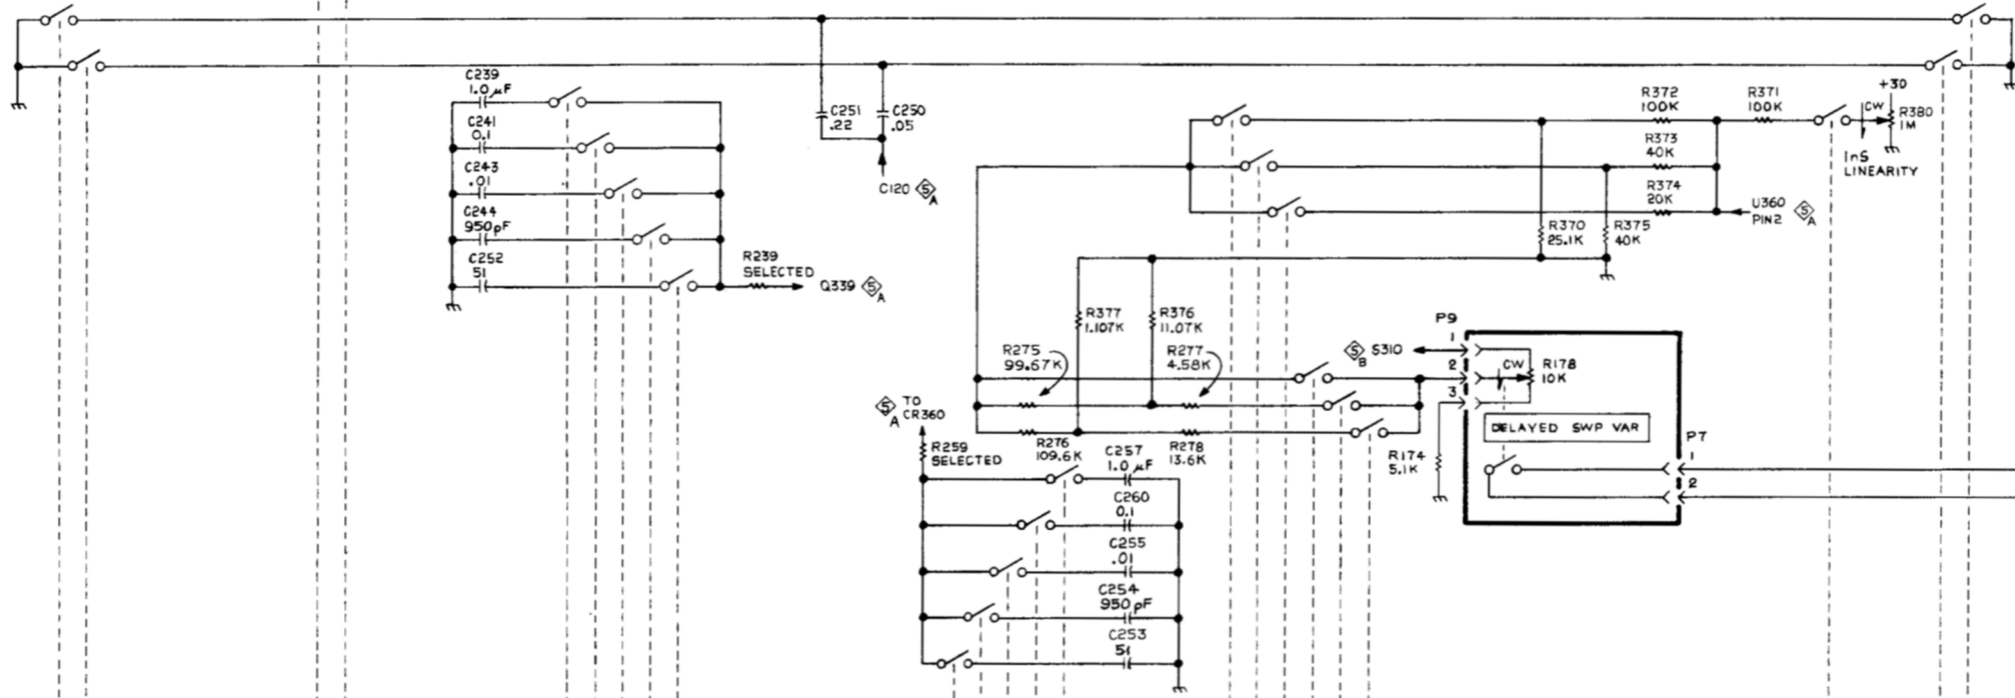 C239
1.0 µF
C241
0.1
C243
.01
C244
950 pF
C252
51
R239
SELECTED
Q339 5 A
C251
.22
C250
.05
C120 5 A
R372
100K
R371
100K
+30
CW
R380
1M
R373
40K
R374
20K
1nS
LINEARITY
U360
PIN2
5 A
R370
25.1K
R375
40K
R377
1.107K
R376
11.07K
R275
99.67K
R277
4.58K
5 B S310
P9
1
2
3
CW
R178
10K
DELAYED SWP VAR
P7
1
2
R174
5.1K
5 A
TO
CR360
R259
SELECTED
R276
109.6K
R278
13.6K
C257
1.0 µF
C260
0.1
C255
.01
C254
950 pF
C253
51